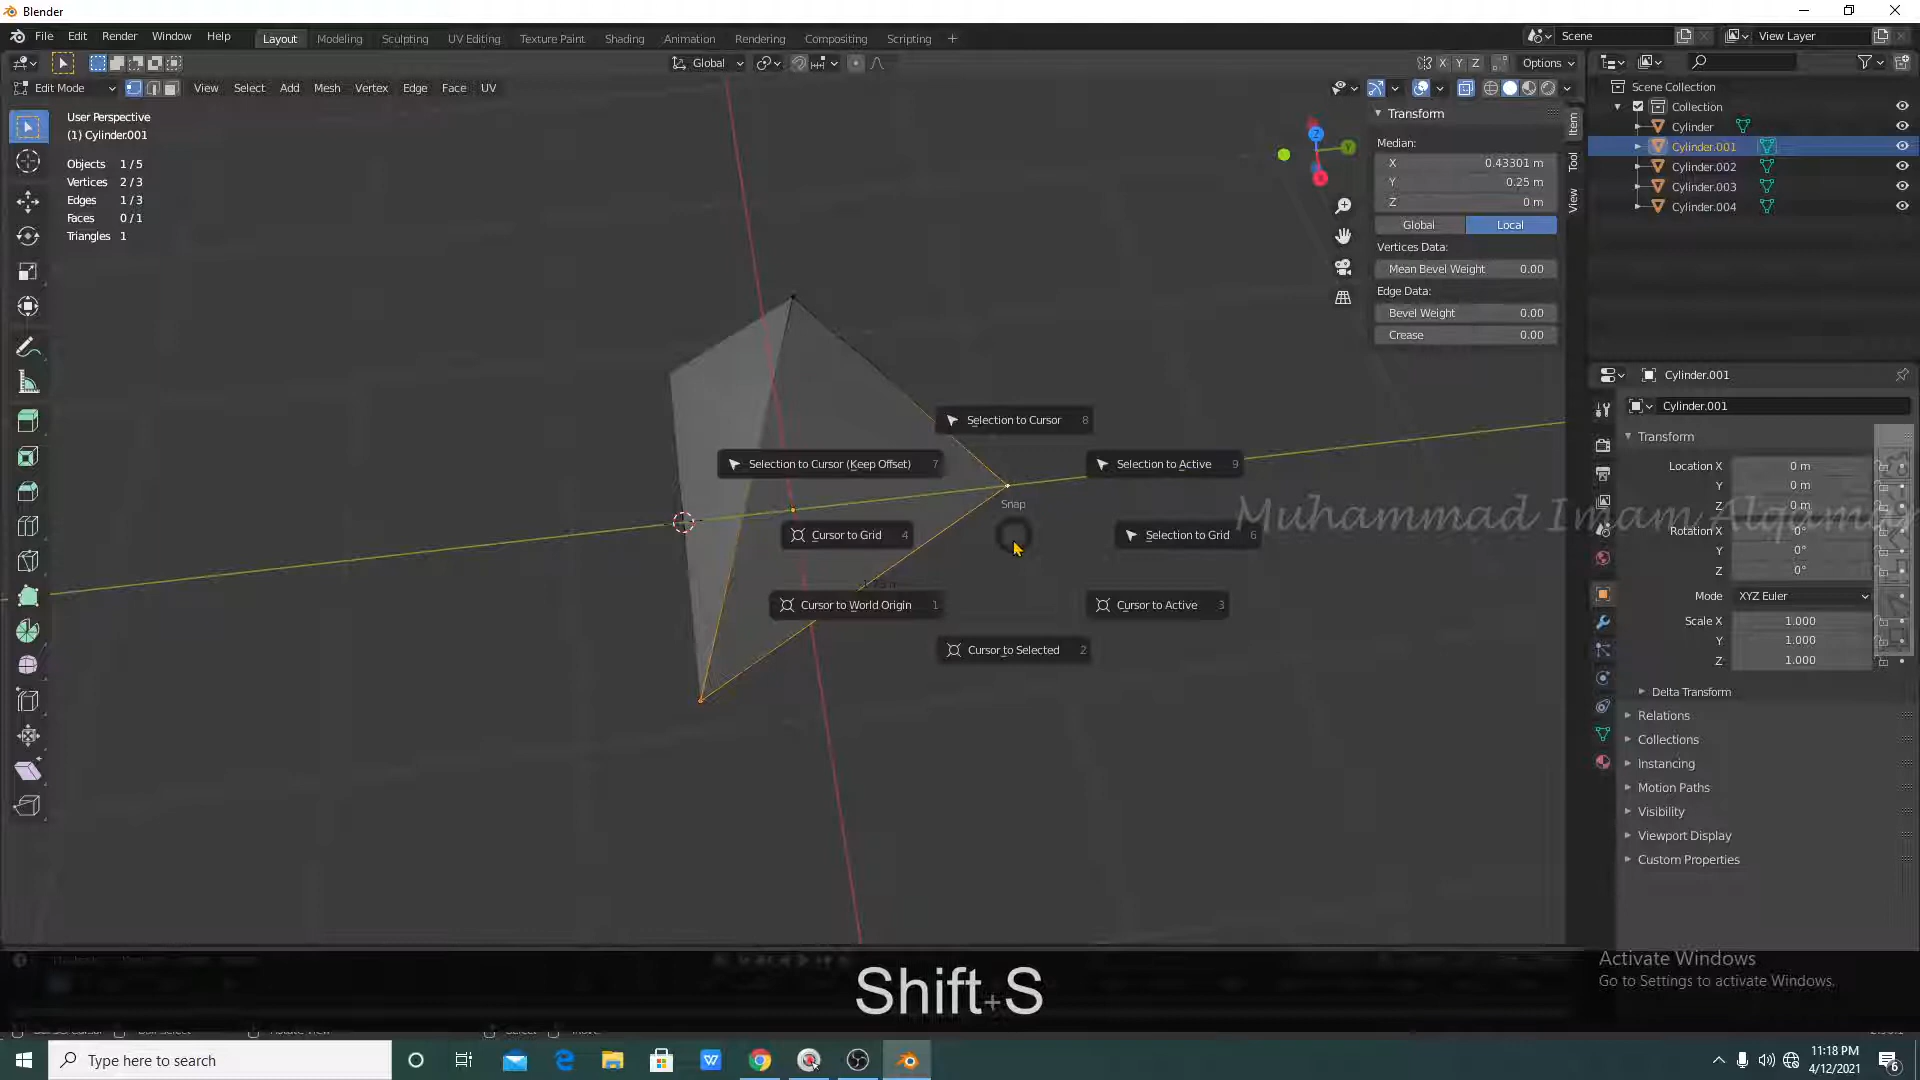 Blender
File Edit Render Window Help
Layout Modeling Sculpting UV Editing Texture Paint Shading Animation Rendering Compositing Scripting
Scene
View Layer
Global
X Y Z
Options
Edit Mode
View Select Add Mesh Vertex Edge Face UV
User Perspective
(1) Cylinder.001
Objects 1/5
Vertices 2/3
Edges 1/3
Faces 0/1
Triangles 1
Transform
Median:
X 0.43301 m
Y 0.25 m
Z 0 m
Global Local
Vertices Data:
Mean Bevel Weight 0.00
Edge Data:
Bevel Weight 0.00
Crease 0.00
Item
Tool
View
Z
Y
Scene Collection
Collection
Cylinder
Cylinder.001
Cylinder.002
Cylinder.003
Cylinder.004
Selection to Cursor 8
Selection to Cursor (Keep Offset) 7
Selection to Active 9
Snap
Cursor to Grid 4
Selection to Grid 6
Cursor to World Origin 1
Cursor to Active 3
Cursor to Selected 2
Cylinder.001
Cylinder.001
Transform
Location X 0 m
Y 0 m
Z 0 m
Rotation X 0°
Y 0°
Z 0°
Mode XYZ Euler
Scale X 1.000
Y 1.000
Z 1.000
Delta Transform
Relations
Collections
Instancing
Motion Paths
Visibility
Viewport Display
Custom Properties
Muhammad Imam
Shift+S
Activate Windows
Go to Settings to activate Windows.
Type here to search
11:18 PM
4/12/2021
6